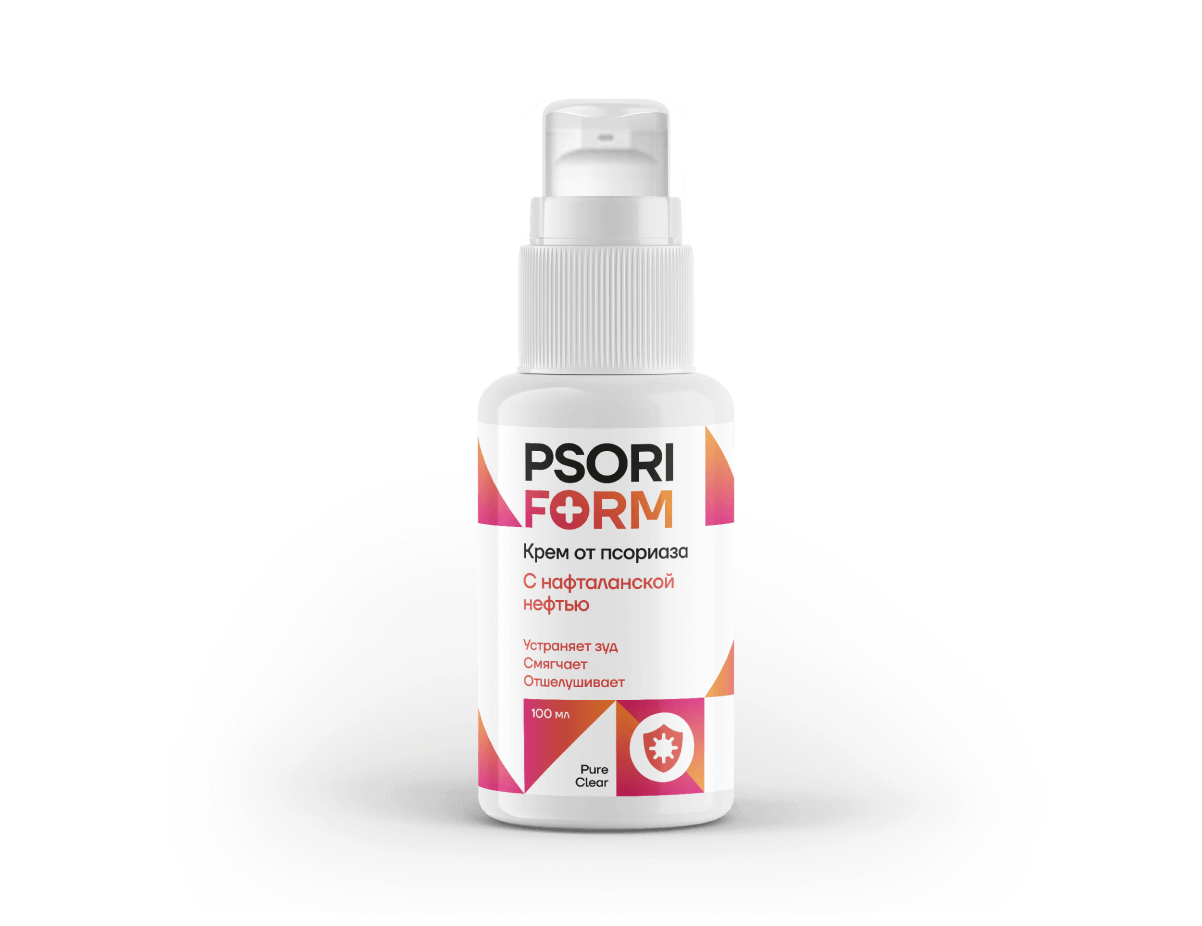 PSORI
FORM
Крем от псориаза
С нафталанской
нефтью
Устраняет зуд
Смягчает
Отшелушивает
100 мл
Pure
Clear